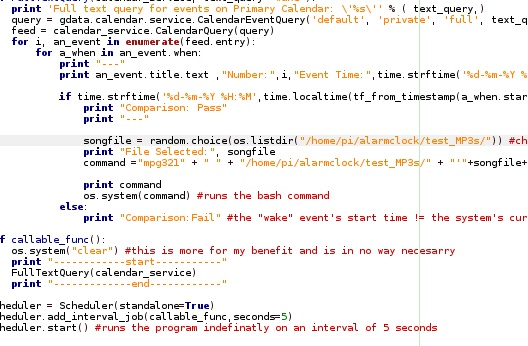 print 'Full text query for events on Primary Calendar: \'%s\'' % ( text_query,)
query = gdata.calendar.service.CalendarEventQuery('default', 'private', 'full', text_q
feed = calendar_service.CalendarQuery(query)
for i, an_event in enumerate(feed.entry):
for a_when in an_event.when:
print "---"
print an_event.title.text ,"Number:",i,"Event Time:",time.strftime('%d-%m-%Y %
if time.strftime('%d-%m-%Y %H:%M',time.localtime(tf_from_timestamp(a_when.star
print "Comparison: Pass"
print "---"
songfile = random.choice(os.listdir("/home/pi/alarmclock/test_MP3s/")) #ch
print "File Selected:", songfile
command ="mpg321" + " " + "/home/pi/alarmclock/test_MP3s/" + "'"+songfile+
print command
os.system(command) #runs the bash command
else:
print "Comparison:Fail" #the "wake" event's start time != the system's cur
f callable_func():
os.system("clear") #this is more for my benefit and is in no way necesarry
print "------------start-----------"
FullTextQuery(calendar_service)
print "-------------end------------"
heduler = Scheduler(standalone=True)
heduler.add_interval_job(callable_func,seconds=5)
heduler.start() #runs the program indefinatly on an interval of 5 seconds